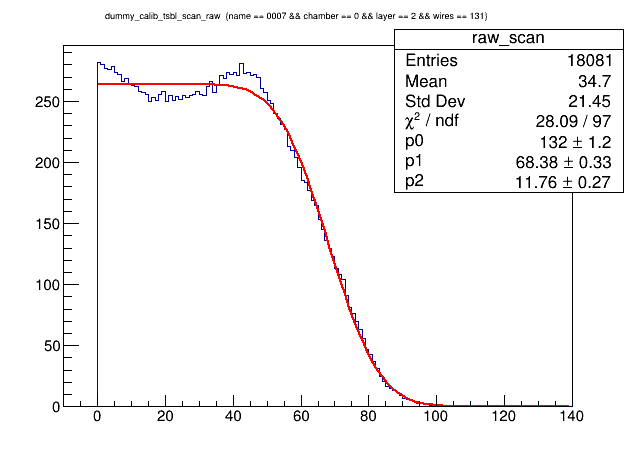 dummy_calib_tsbl_scan_raw (name == 0007 && chamber == 0 && layer == 2 && wires == 131)
raw_scan
Entries 18081
Mean 34.7
Std Dev 21.45
χ² / ndf 28.09 / 97
p0 132 ± 1.2
p1 68.38 ± 0.33
p2 11.76 ± 0.27
250
200
150
100
50
0
0 20 40 60 80 100 120 140